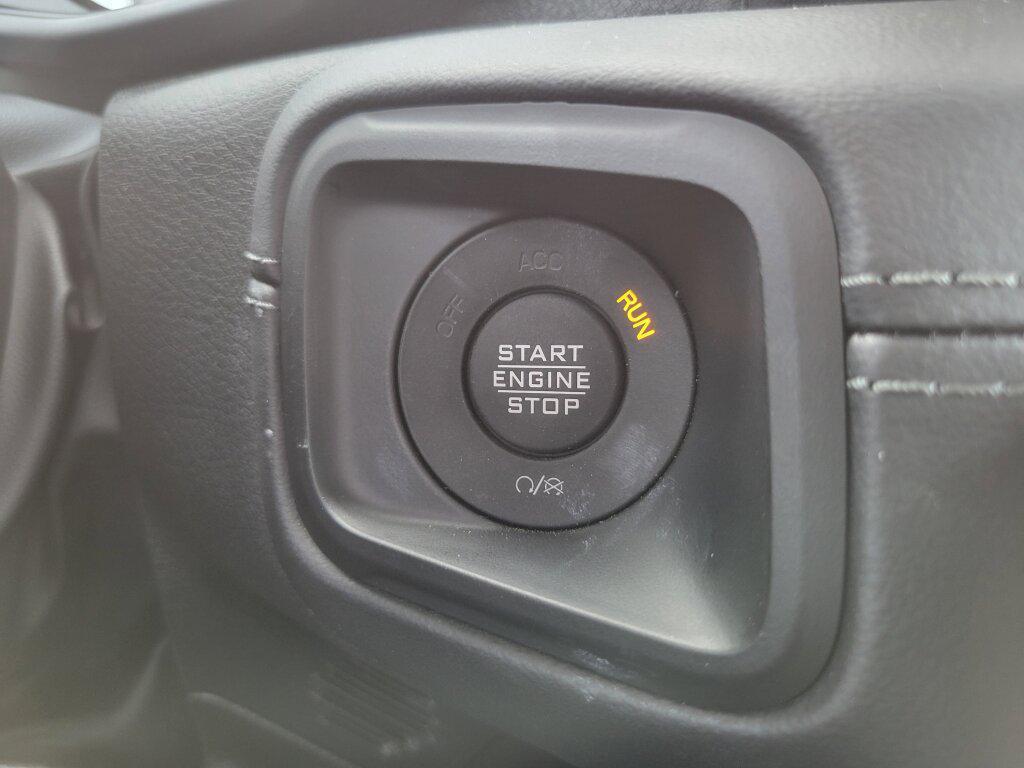 ACC
OFF
RUN
START
ENGINE
STOP